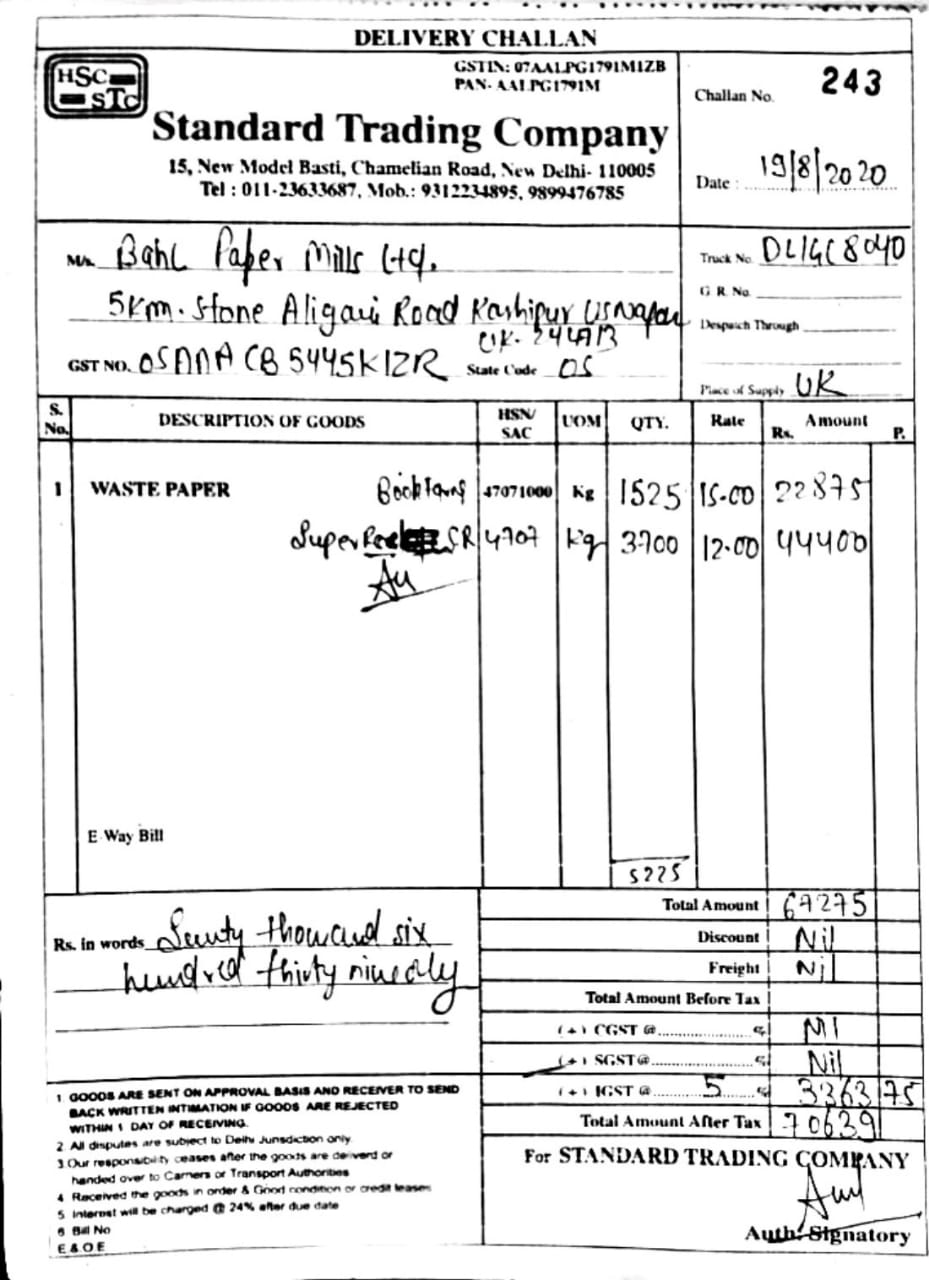 DELIVERY CHALLAN
HSC
STC
GSTIN: 07AALPG1791M1ZB
PAN- AALPG1791M
Challan No. 243
Standard Trading Company
15, New Model Basti, Chamelian Road, New Delhi- 110005
Tel : 011-23633687, Mob.: 9312234895, 9899476785
Date : 19/8/2020
M/s. Bahl Paper Mills Ltd.
5km. Stone Aligarh Road Kashipur USNagar
UK- 244713
GST NO. 05AAACB5445K1ZR State Code 05
Truck No. DL1GC8040
G R. No.
Despatch Through
Place of Supply UK
S. No. DESCRIPTION OF GOODS HSN/ SAC UOM QTY. Rate Amount Rs. P.
1 WASTE PAPER 47071000 Kg 1525 15.00 22875
Super SR 4707 Kg 3700 12.00 44400
E-Way Bill
5225
Total Amount 67275
Rs. in words Seventy thousand six
hundred thirty nine only
Discount Nil
Freight Nil
Total Amount Before Tax
(+) CGST @ % Nil
(+) SGST@ % Nil
(+) IGST @ 5 % 3363 75
Total Amount After Tax 70639
1. GOODS ARE SENT ON APPROVAL BASIS AND RECEIVER TO SEND
BACK WRITTEN INTIMATION IF GOODS ARE REJECTED
WITHIN 1 DAY OF RECEIVING.
2. All disputes are subject to Delhi Jurisdiction only.
3.Our responsibility ceases after the goods are deliverd or
handed over to Carriers or Transport Authorities
4 Received the goods in order & Good condition or credit leases
5 Interest will be charged @ 24% after due date
6 Bill No
E & O E
For STANDARD TRADING COMPANY
Auth. Signatory